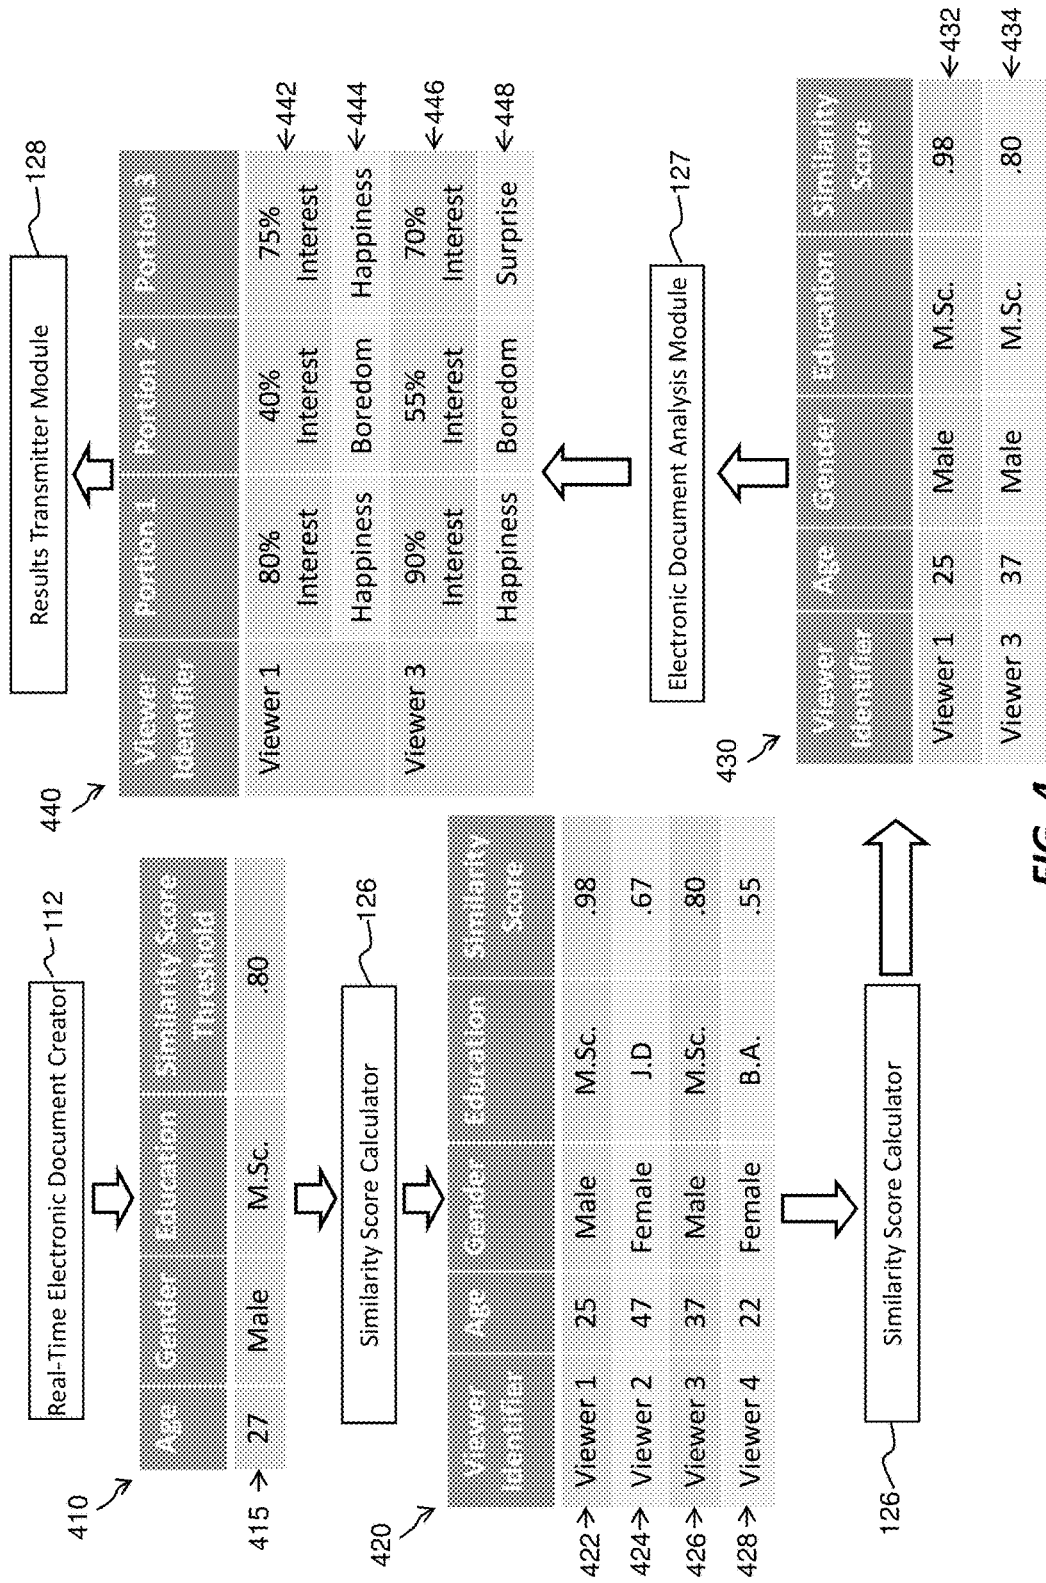 Real-Time Electronic Document Creator
112
410
Age Gender Education Similarity Score
Threshold
415 → 27 Male M.Sc. .80
Similarity Score Calculator
126
420
Viewer Age Gender Education Similarity
Identifier Score
422 → Viewer 1 25 Male M.Sc. .98
424 → Viewer 2 47 Female J.D .67
426 → Viewer 3 37 Male M.Sc. .80
428 → Viewer 4 22 Female B.A. .55
126
Similarity Score Calculator
Results Transmitter Module
128
440
Viewer Portion 1 Portion 2 Portion 3
Identifier
Viewer 1 80% 40% 75% ← 442
Interest Interest Interest
Happiness Boredom Happiness ← 444
Viewer 3 90% 55% 70% ← 446
Interest Interest Interest
Happiness Boredom Surprise ← 448
Electronic Document Analysis Module
127
430
Viewer Age Gender Education Similarity
Identifier Score
Viewer 1 25 Male M.Sc. .98 ← 432
Viewer 3 37 Male M.Sc. .80 ← 434
FIG. 4